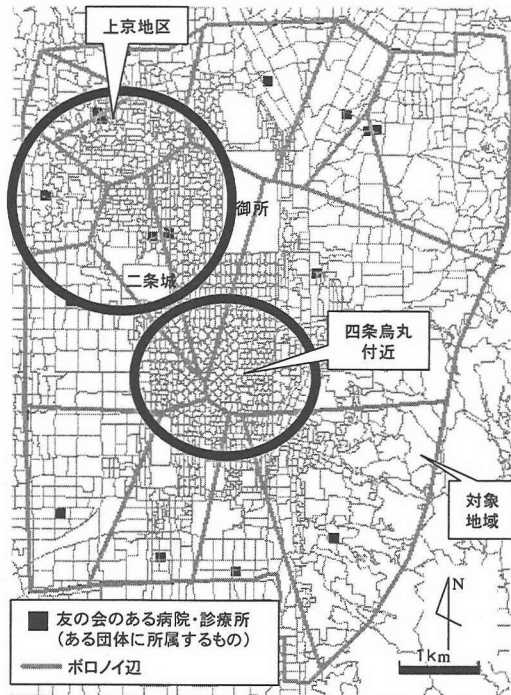 上京地区
御所
二条城
四条烏丸
付近
対象
地域
N
1km
友の会のある病院・診療所
(ある団体に所属するもの)
ボロノイ辺